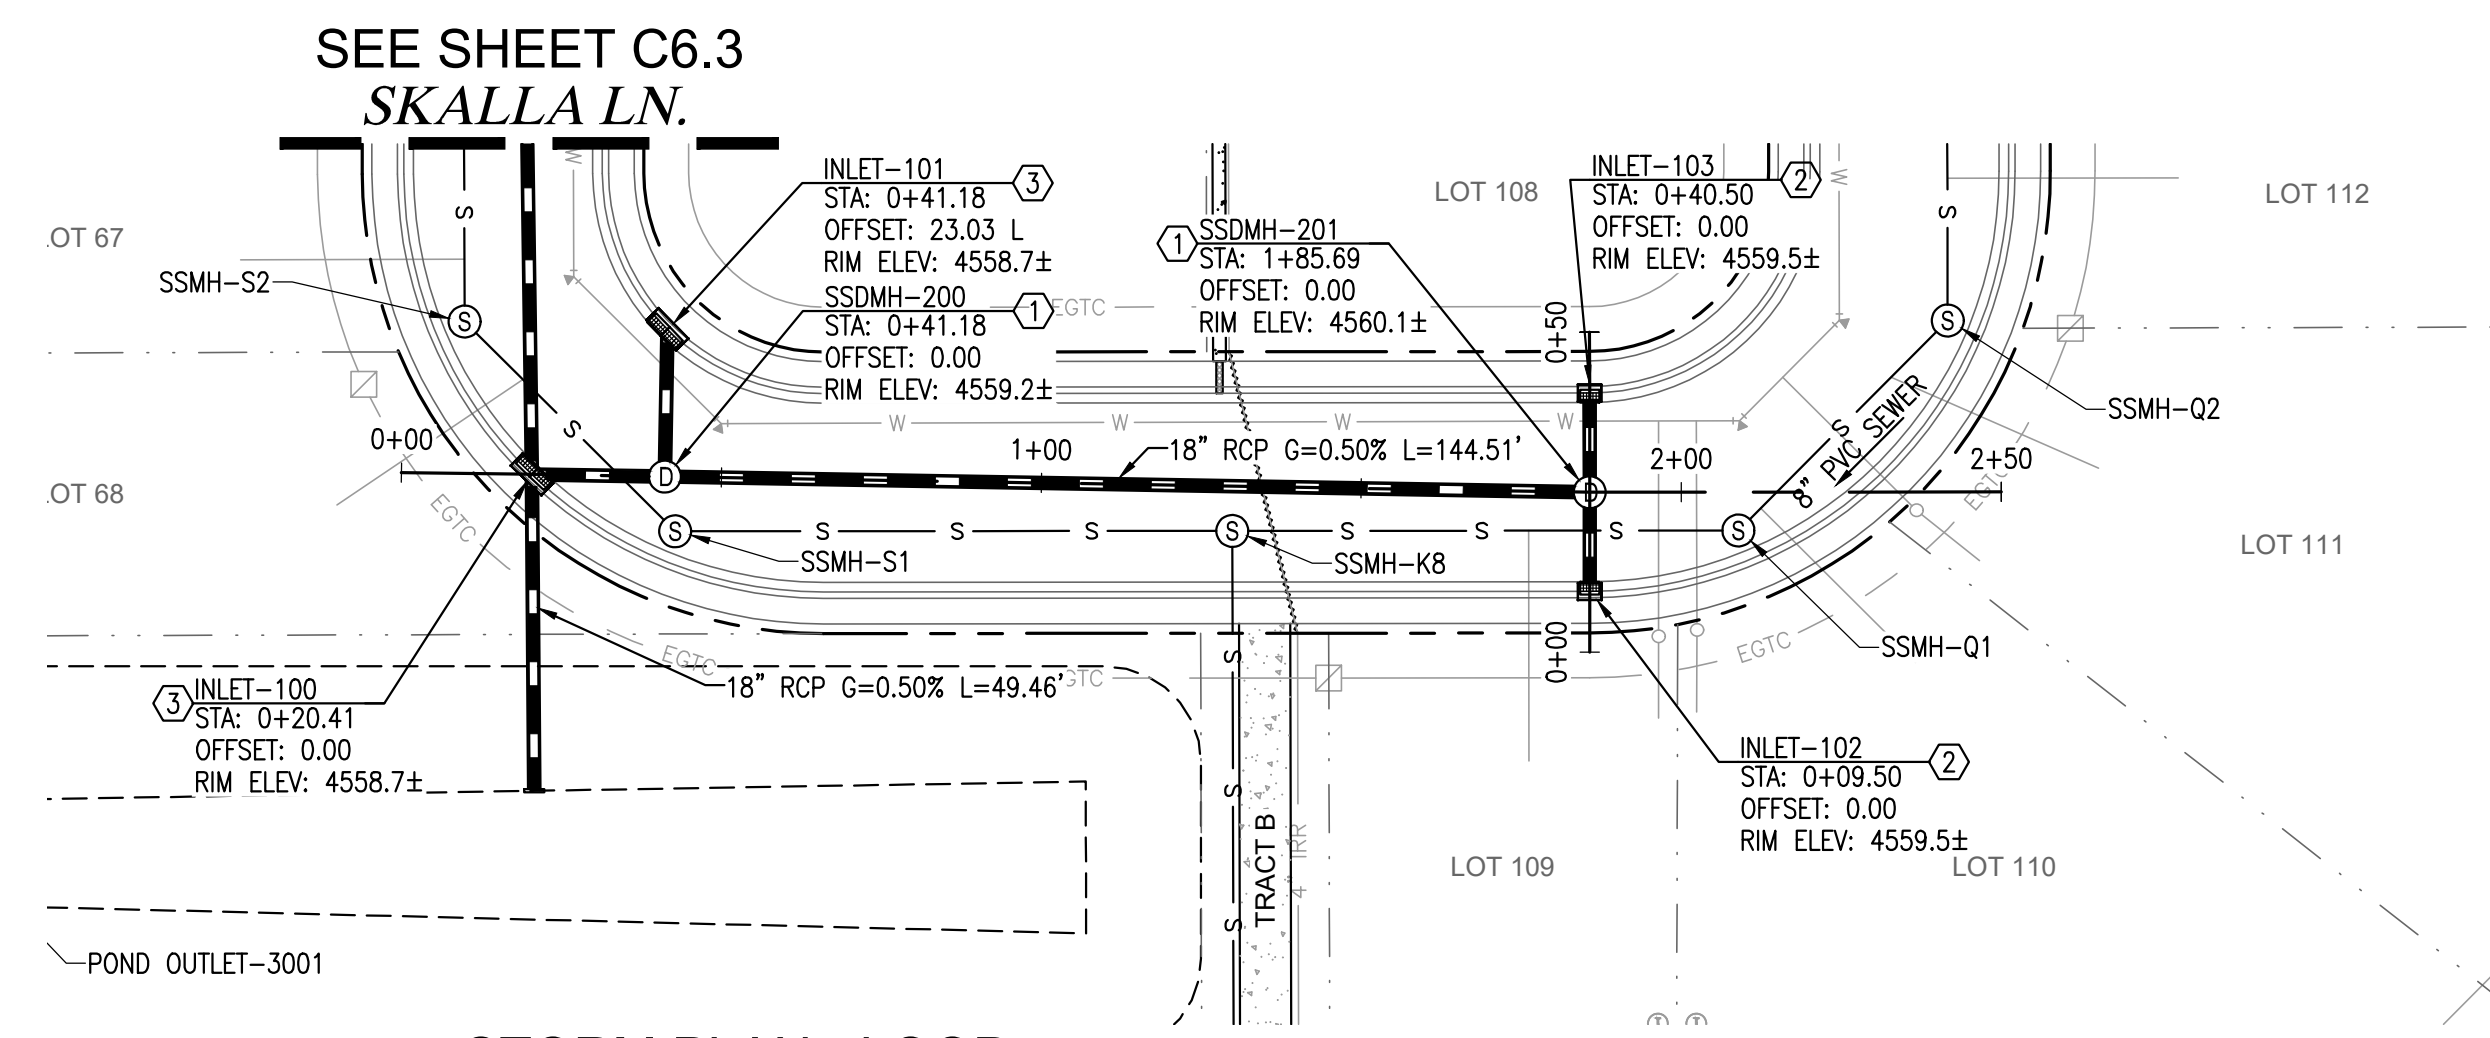 SEE SHEET C6.3
SKALLA LN.
INLET-101
3
STA: 0+41.18
OFFSET: 23.03 L
RIM ELEV: 4558.7±
SSDMH-200
1
STA: 0+41.18
OFFSET: 0.00
RIM ELEV: 4559.2±
1
SSDMH-201
STA: 1+85.69
OFFSET: 0.00
RIM ELEV: 4560.1±
INLET-103
2
STA: 0+40.50
OFFSET: 0.00
RIM ELEV: 4559.5±
LOT 108
LOT 112
OT 67
SSMH-S2
S
S
S
W
W
EGTC
0+50
S
S
SSMH-Q2
S
8" PVC SEWER
0+00
1+00
18" RCP G=0.50% L=144.51'
2+00
2+50
W
W
W
W
D
D
OT 68
EGTC
EGTC
LOT 111
S
S
S
S
S
S
S
S
S
S
SSMH-S1
SSMH-K8
SSMH-Q1
EGTC
EGTC
GTC
18" RCP G=0.50% L=49.46'
0+00
3
INLET-100
STA: 0+20.41
OFFSET: 0.00
RIM ELEV: 4558.7±
INLET-102
2
STA: 0+09.50
OFFSET: 0.00
RIM ELEV: 4559.5±
S
S
S
TRACT B
4" IRR
LOT 109
LOT 110
POND OUTLET-3001